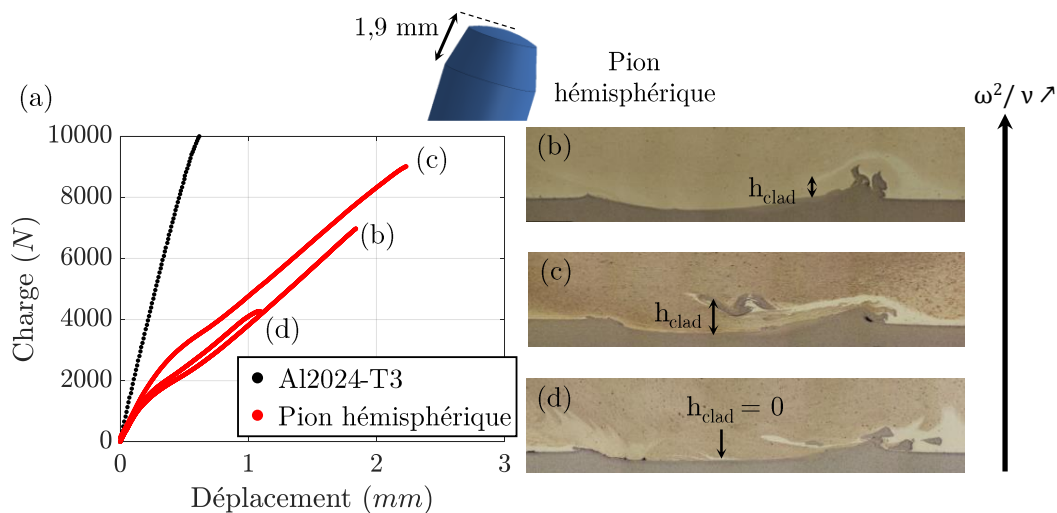 1,9 mm
Pion
hémisphérique
(a)
ω²/ ν ↗
10000
8000
6000
4000
2000
0
0
1
2
3
Charge (N)
Déplacement (mm)
(c)
(b)
(d)
Al2024-T3
Pion hémisphérique
(b)
h_clad
(c)
h_clad
(d)
h_clad = 0